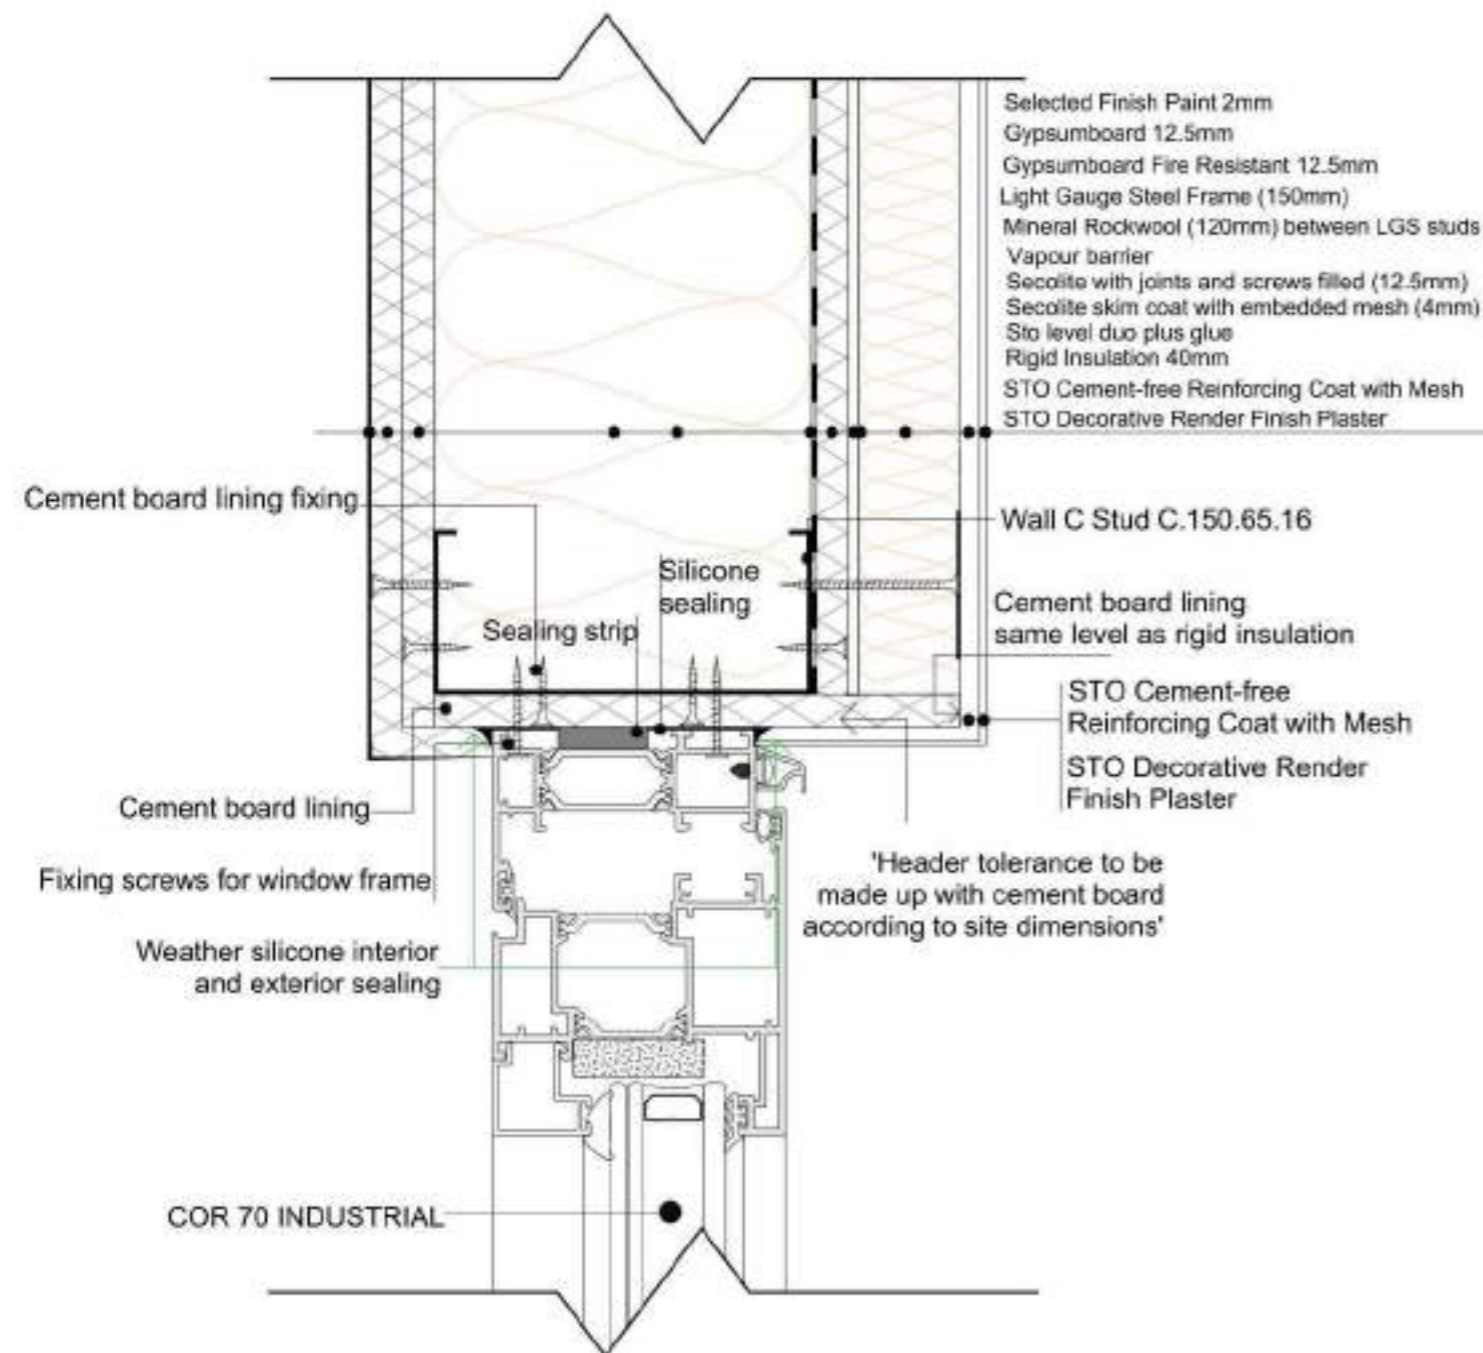 Selected Finish Paint 2mm
Gypsumboard 12.5mm
Gypsumboard Fire Resistant 12.5mm
Light Gauge Steel Frame (150mm)
Mineral Rockwool (120mm) between LGS studs
Vapour barrier
Secolite with joints and screws filled (12.5mm)
Secolite skim coat with embedded mesh (4mm)
Sto level duo plus glue
Rigid Insulation 40mm
STO Cement-free Reinforcing Coat with Mesh
STO Decorative Render Finish Plaster
Cement board lining fixing
Wall C Stud C.150.65.16
Silicone
sealing
Sealing strip
Cement board lining
same level as rigid insulation
STO Cement-free
Reinforcing Coat with Mesh
STO Decorative Render
Finish Plaster
Cement board lining
Fixing screws for window frame
'Header tolerance to be
made up with cement board
according to site dimensions'
Weather silicone interior
and exterior sealing
COR 70 INDUSTRIAL